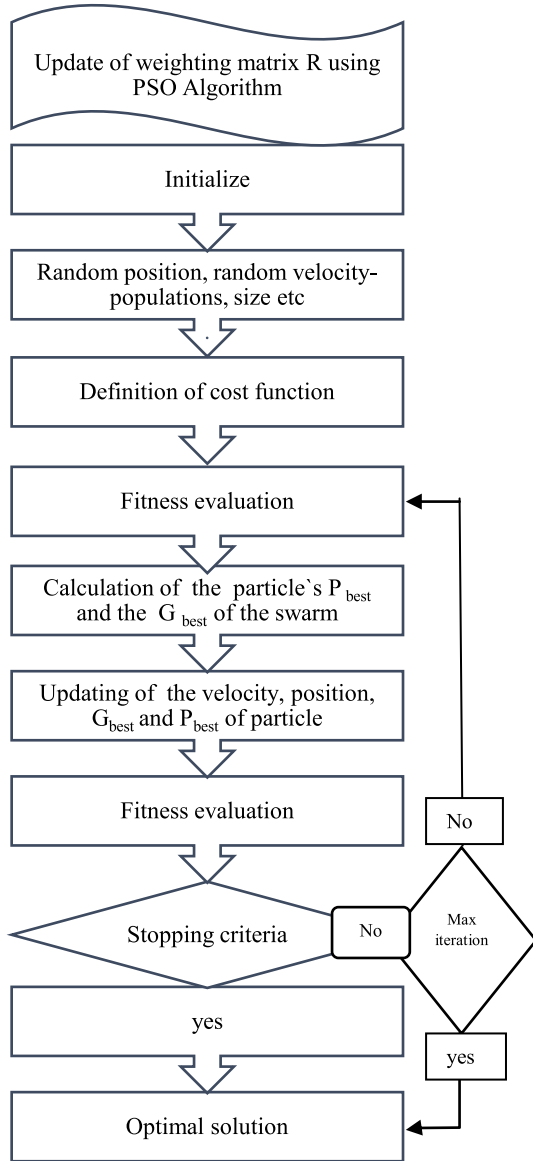 Update of weighting matrix R using
PSO Algorithm
Initialize
Random position, random velocity-
populations, size etc
Definition of cost function
Fitness evaluation
Calculation of the particle`s P best
and the G best of the swarm
Updating of the velocity, position,
Gbest and Pbest of particle
Fitness evaluation
No
Stopping criteria
No
Max
iteration
yes
yes
Optimal solution